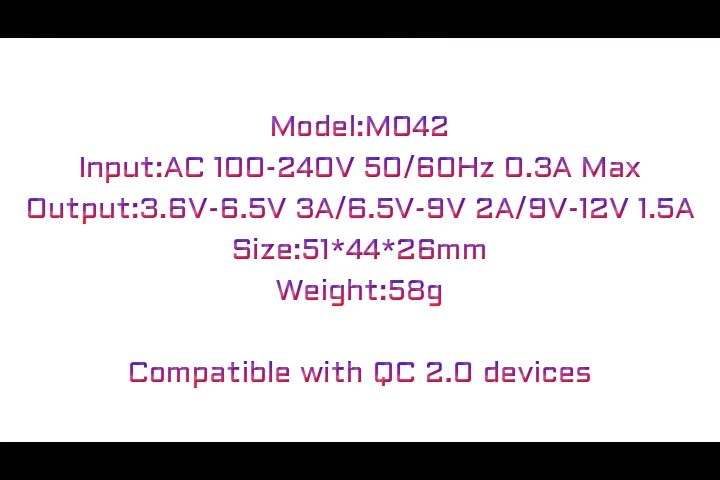 Model:M042
Input:AC 100-240V 50/60Hz 0.3A Max
Output:3.6V-6.5V 3A/6.5V-9V 2A/9V-12V 1.5A
Size:51*44*26mm
Weight:58g
Compatible with QC 2.0 devices